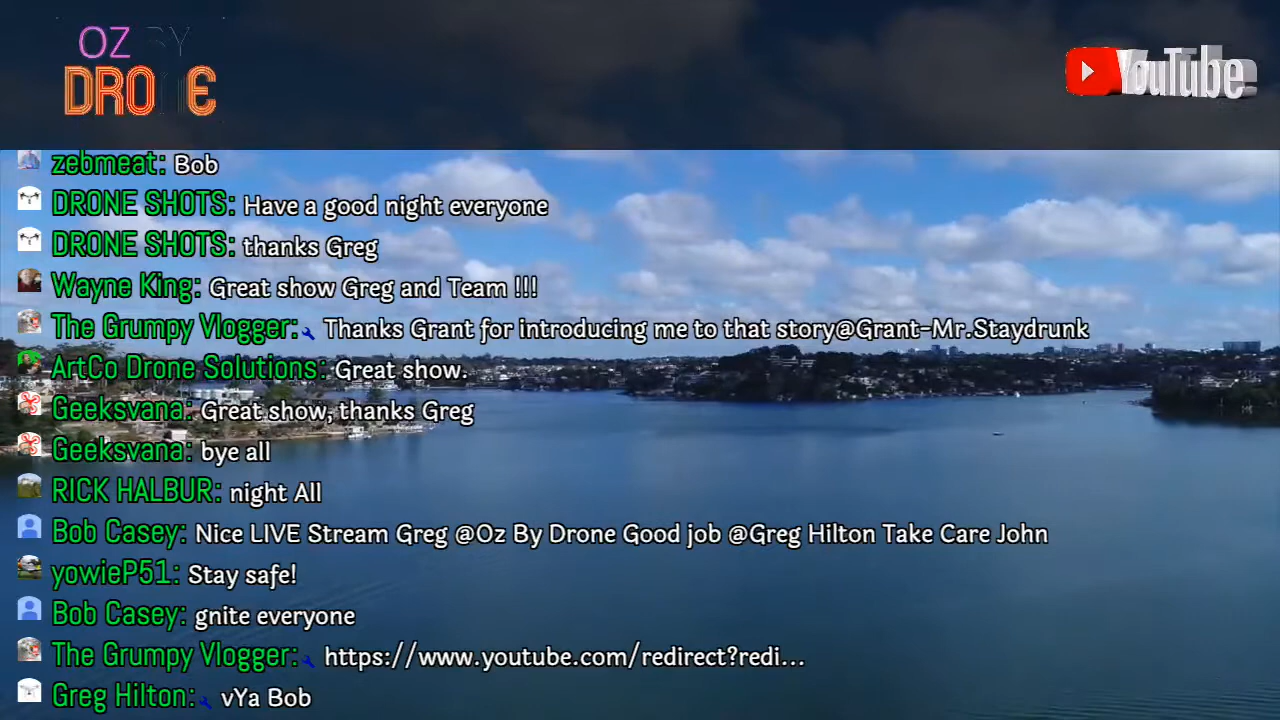 OZ BY
DRONE
YouTube
zebmeat: Bob
DRONE SHOTS: Have a good night everyone
DRONE SHOTS: thanks Greg
Wayne King: Great show Greg and Team !!!
The Grumpy Vlogger: Thanks Grant for introducing me to that story@Grant-Mr.Staydrunk
ArtCo Drone Solutions: Great show.
Geeksvana: Great show, thanks Greg
Geeksvana: bye all
RICK HALBUR: night All
Bob Casey: Nice LIVE Stream Greg @Oz By Drone Good job @Greg Hilton Take Care John
yowieP51: Stay safe!
Bob Casey: gnite everyone
The Grumpy Vlogger: https://www.youtube.com/redirect?redi...
Greg Hilton: vYa Bob